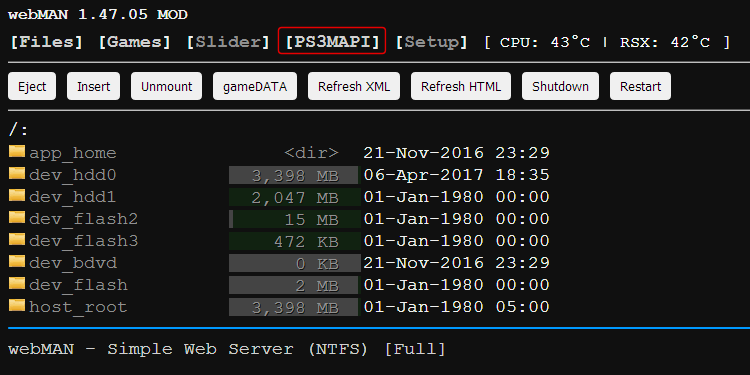 webMAN 1.47.05 MOD
[Files] [Games] [Slider] [PS3MAPI] [Setup] [ CPU: 43°C | RSX: 42°C ]
Eject Insert Unmount gameDATA Refresh XML Refresh HTML Shutdown Restart
/:
app_home <dir> 21-Nov-2016 23:29
dev_hdd0 3,398 MB 06-Apr-2017 18:35
dev_hdd1 2,047 MB 01-Jan-1980 00:00
dev_flash2 15 MB 01-Jan-1980 00:00
dev_flash3 472 KB 01-Jan-1980 00:00
dev_bdvd 0 KB 21-Nov-2016 23:29
dev_flash 2 MB 01-Jan-1980 00:00
host_root 3,398 MB 01-Jan-1980 05:00
webMAN - Simple Web Server (NTFS) [Full]